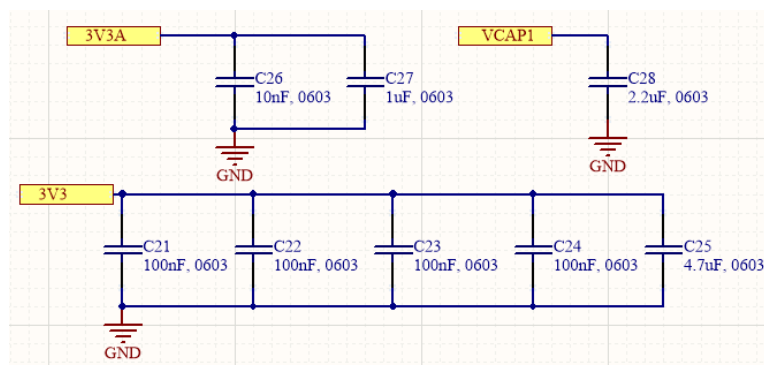 3V3A
VCAP1
C26
10nF, 0603
C27
1uF, 0603
C28
2.2uF, 0603
GND
GND
3V3
C21
100nF, 0603
C22
100nF, 0603
C23
100nF, 0603
C24
100nF, 0603
C25
4.7uF, 0603
GND